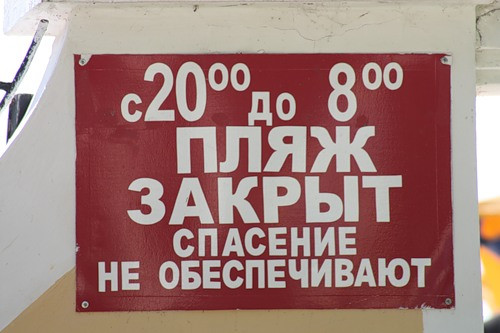 с 20⁰⁰ до 8⁰⁰
ПЛЯЖ
ЗАКРЫТ
СПАСЕНИЕ
НЕ ОБЕСПЕЧИВАЮТ